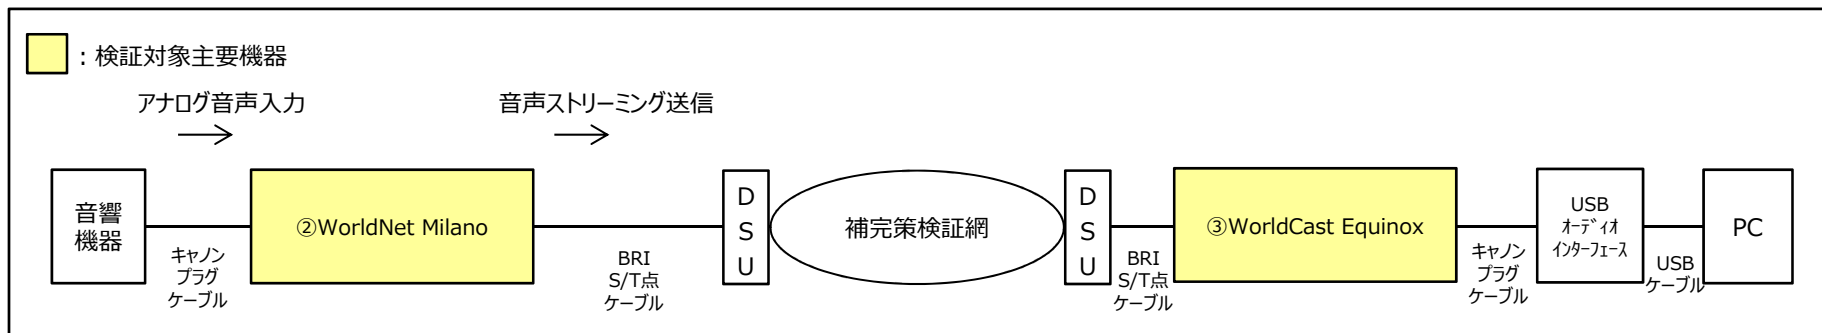 ：検証対象主要機器
アナログ音声入力
音声ストリーミング送信
音響
機器
キャノン
プラグ
ケーブル
②WorldNet Milano
BRI
S/T点
ケーブル
D
S
U
補完策検証網
D
S
U
BRI
S/T点
ケーブル
③WorldCast Equinox
キャノン
プラグ
ケーブル
USB
ｵｰﾃﾞｨｵ
ｲﾝﾀｰﾌｪｰｽ
USB
ケーブル
PC